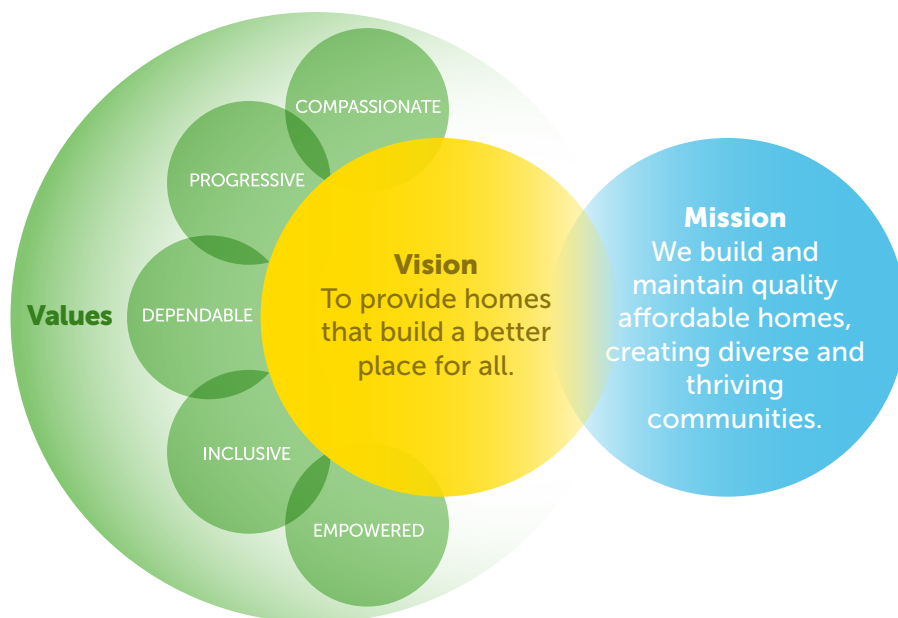 Values
COMPASSIONATE
PROGRESSIVE
DEPENDABLE
INCLUSIVE
EMPOWERED
Vision
To provide homes
that build a better
place for all.
Mission
We build and
maintain quality
affordable homes,
creating diverse and
thriving
communities.